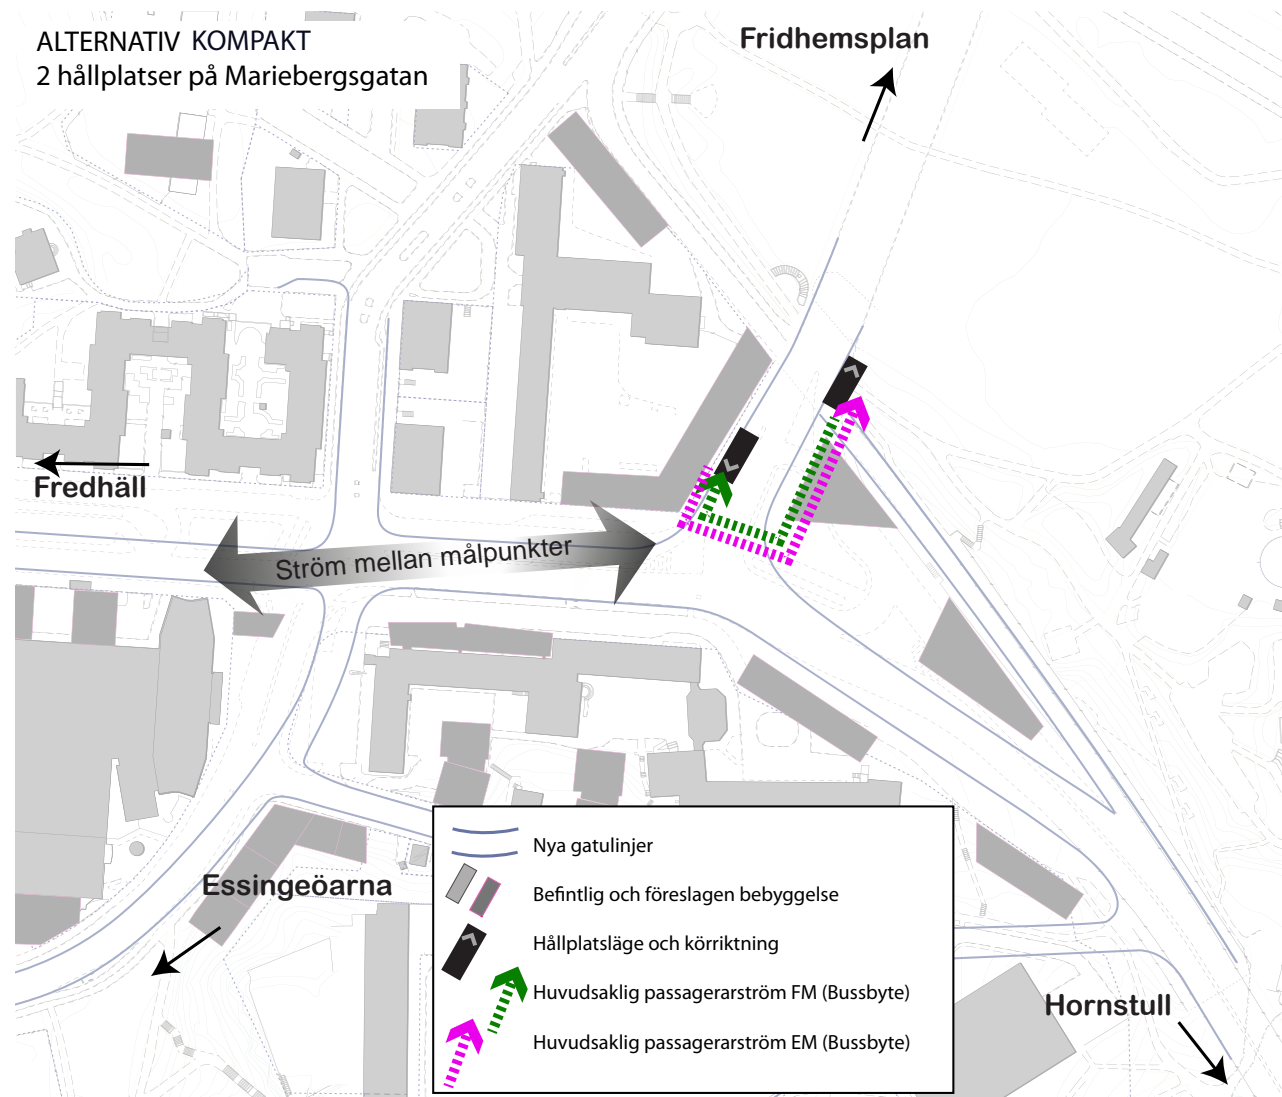 ALTERNATIV KOMPAKT
2 hållplatser på Mariebergsgatan
Fridhemsplan
Fredhäll
Ström mellan målpunkter
Essingeöarna
Hornstull
Nya gatulinjer
Befintlig och föreslagen bebyggelse
Hållplatsläge och körriktning
Huvudsaklig passagerarström FM (Bussbyte)
Huvudsaklig passagerarström EM (Bussbyte)